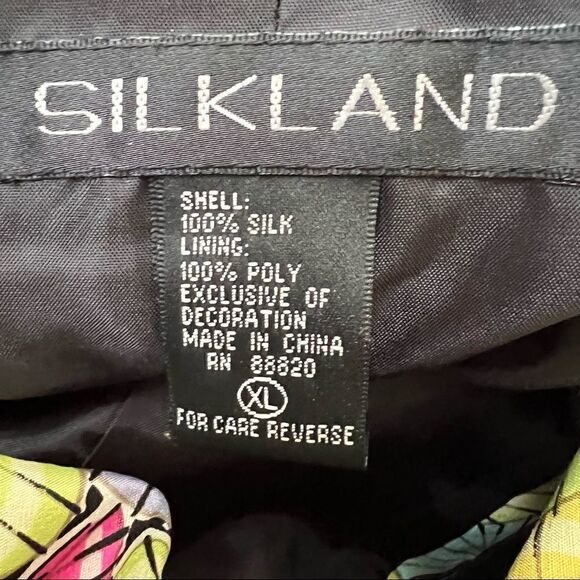 SILKLAND
SHELL:
100% SILK
LINING:
100% POLY
EXCLUSIVE OF
DECORATION
MADE IN CHINA
RN 88820
XL
FOR CARE REVERSE